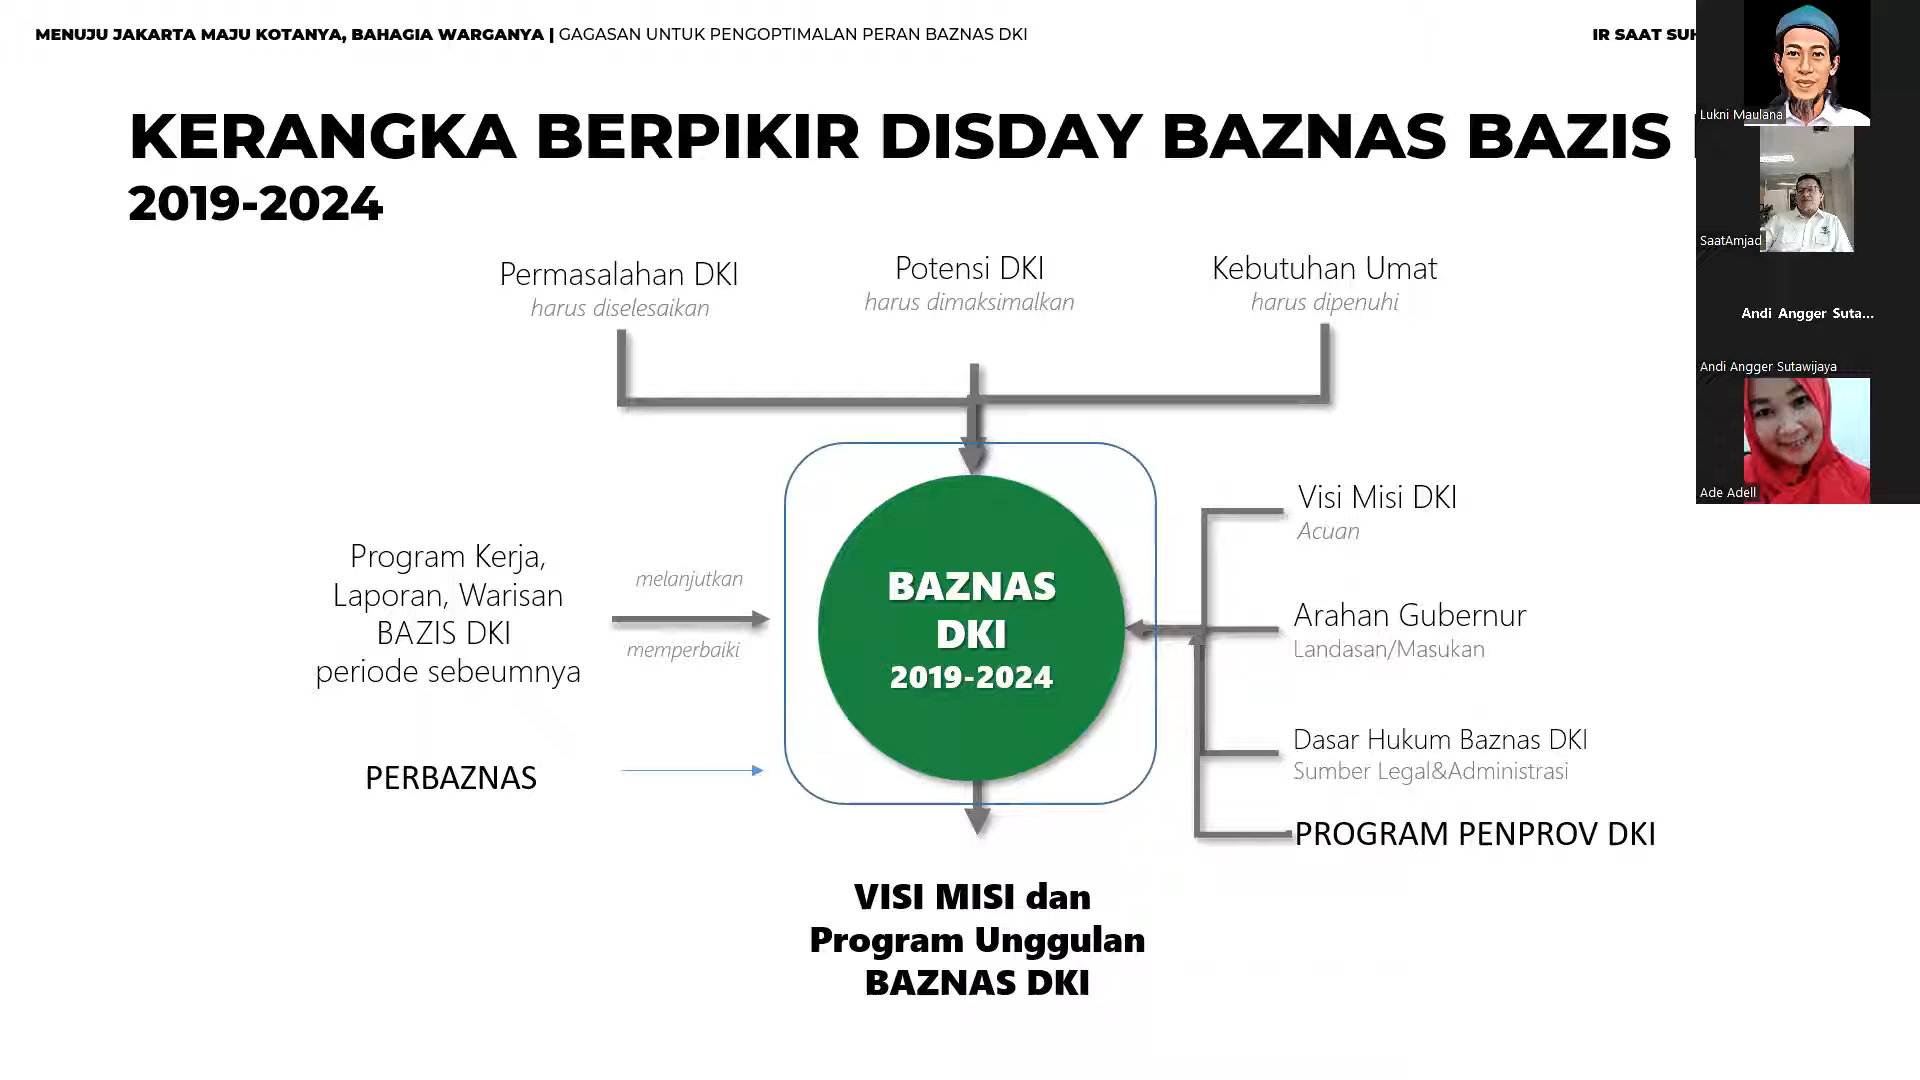 MENUJU JAKARTA MAJU KOTANYA, BAHAGIA WARGANYA | GAGASAN UNTUK PENGOPTIMALAN PERAN BAZNAS DKI
IR SAAT
KERANGKA BERPIKIR DISDAY BAZNAS BAZIS
2019-2024
Permasalahan DKI
harus diselesaikan
Potensi DKI
harus dimaksimalkan
Kebutuhan Umat
harus dipenuhi
Program Kerja,
Laporan, Warisan
BAZIS DKI
periode sebeumnya
melanjutkan
memperbaiki
PERBAZNAS
BAZNAS
DKI
2019-2024
Visi Misi DKI
Acuan
Arahan Gubernur
Landasan/Masukan
Dasar Hukum Baznas DKI
Sumber Legal&Administrasi
PROGRAM PENPROV DKI
VISI MISI dan
Program Unggulan
BAZNAS DKI
Lukni Maulana
SaatAmjad
Andi Angger Suta...
Andi Angger Sutawijaya
Ade Adell